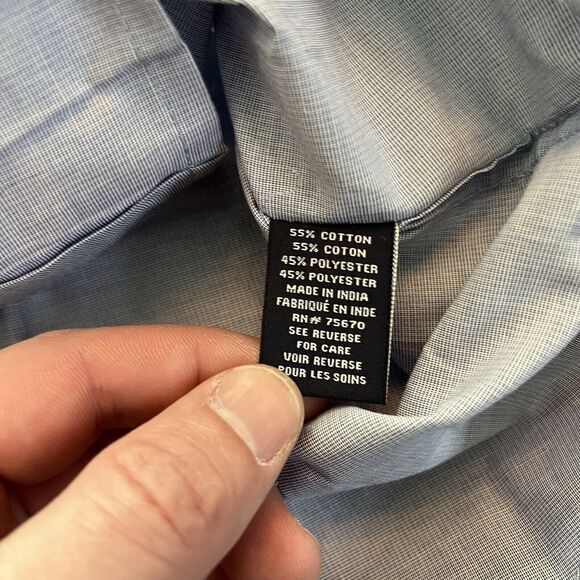 55% COTTON
55% COTON
45% POLYESTER
45% POLYESTER
MADE IN INDIA
FABRIQUÉ EN INDE
RN# 75670
SEE REVERSE
FOR CARE
VOIR REVERSE
POUR LES SOINS